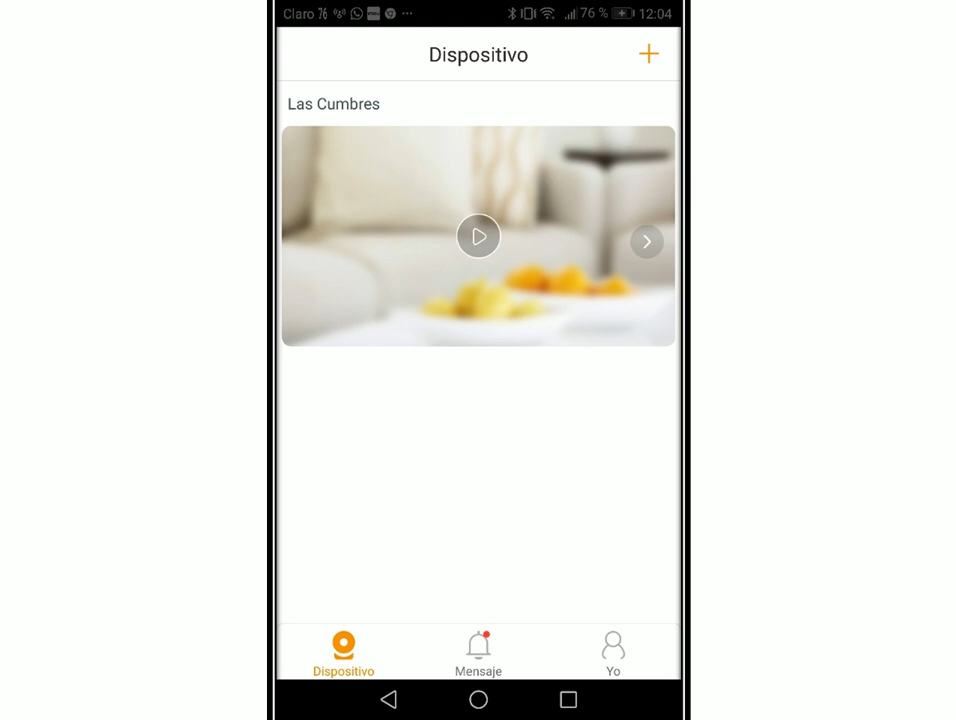 Claro 76 % 12:04
Dispositivo
Las Cumbres
Dispositivo
Mensaje
Yo